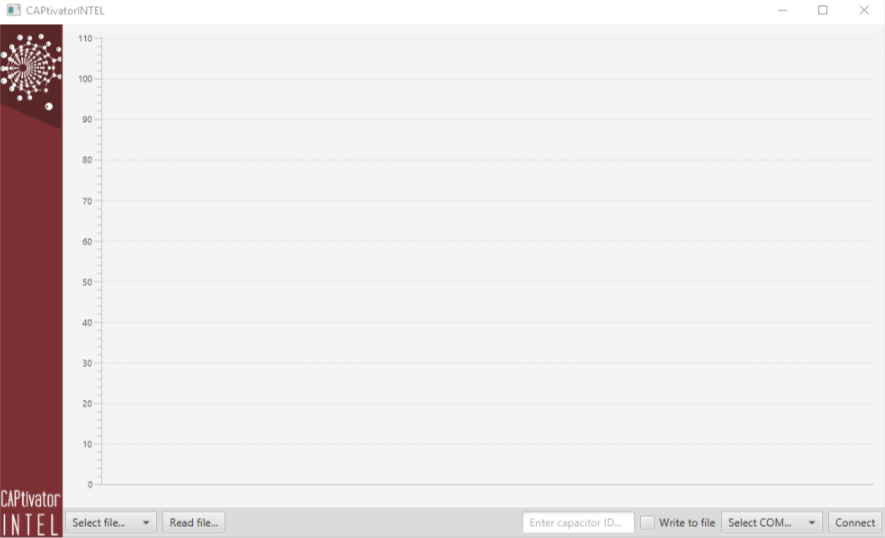 CAPtivatorINTEL
110
100
90
80
70
60
50
40
30
20
10
0
CAPtivator
INTEL
Select file...
Read file...
Enter capacitor ID...
Write to file
Select COM...
Connect